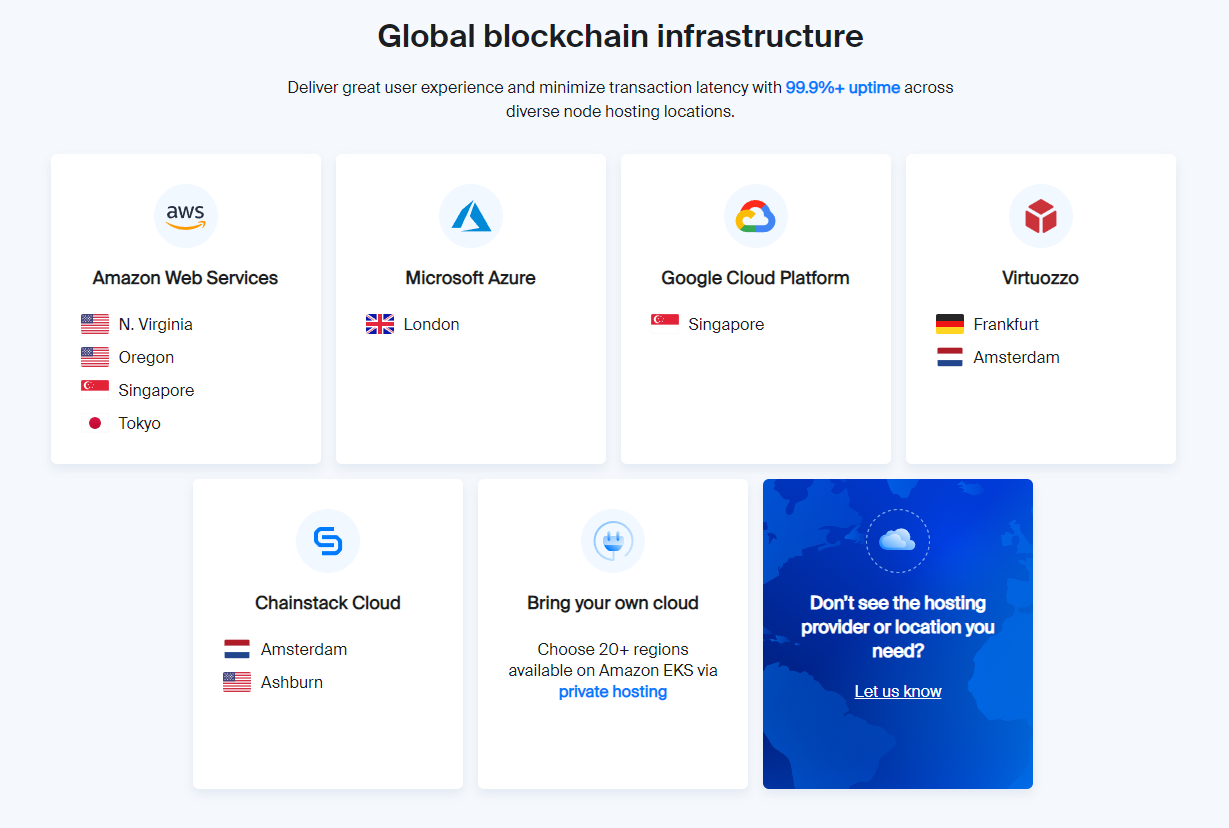 Global blockchain infrastructure
Deliver great user experience and minimize transaction latency with 99.9%+ uptime across
diverse node hosting locations.
aws
Amazon Web Services
N. Virginia
Oregon
Singapore
Tokyo
Microsoft Azure
London
Google Cloud Platform
Singapore
Virtuozzo
Frankfurt
Amsterdam
Chainstack Cloud
Amsterdam
Ashburn
Bring your own cloud
Choose 20+ regions
available on Amazon EKS via
private hosting
Don’t see the hosting
provider or location you
need?
Let us know